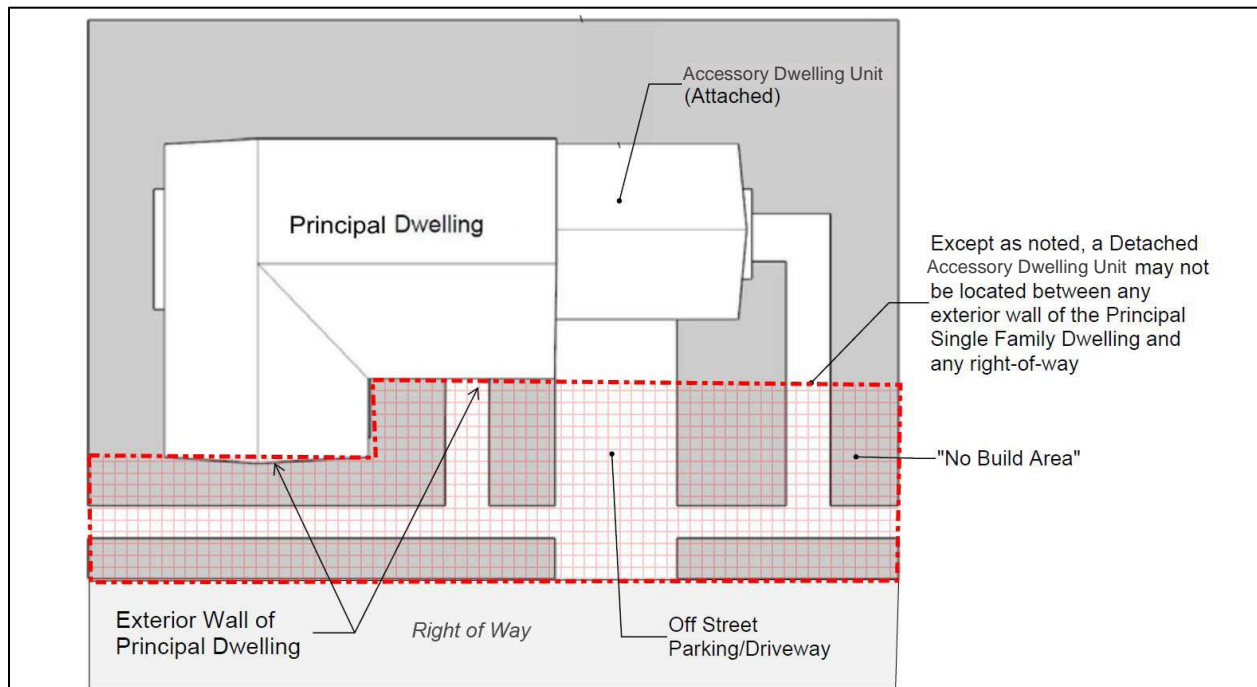 Accessory Dwelling Unit
(Attached)
Principal Dwelling
Except as noted, a Detached
Accessory Dwelling Unit may not
be located between any
exterior wall of the Principal
Single Family Dwelling and
any right-of-way
"No Build Area"
Exterior Wall of
Principal Dwelling
Right of Way
Off Street
Parking/Driveway